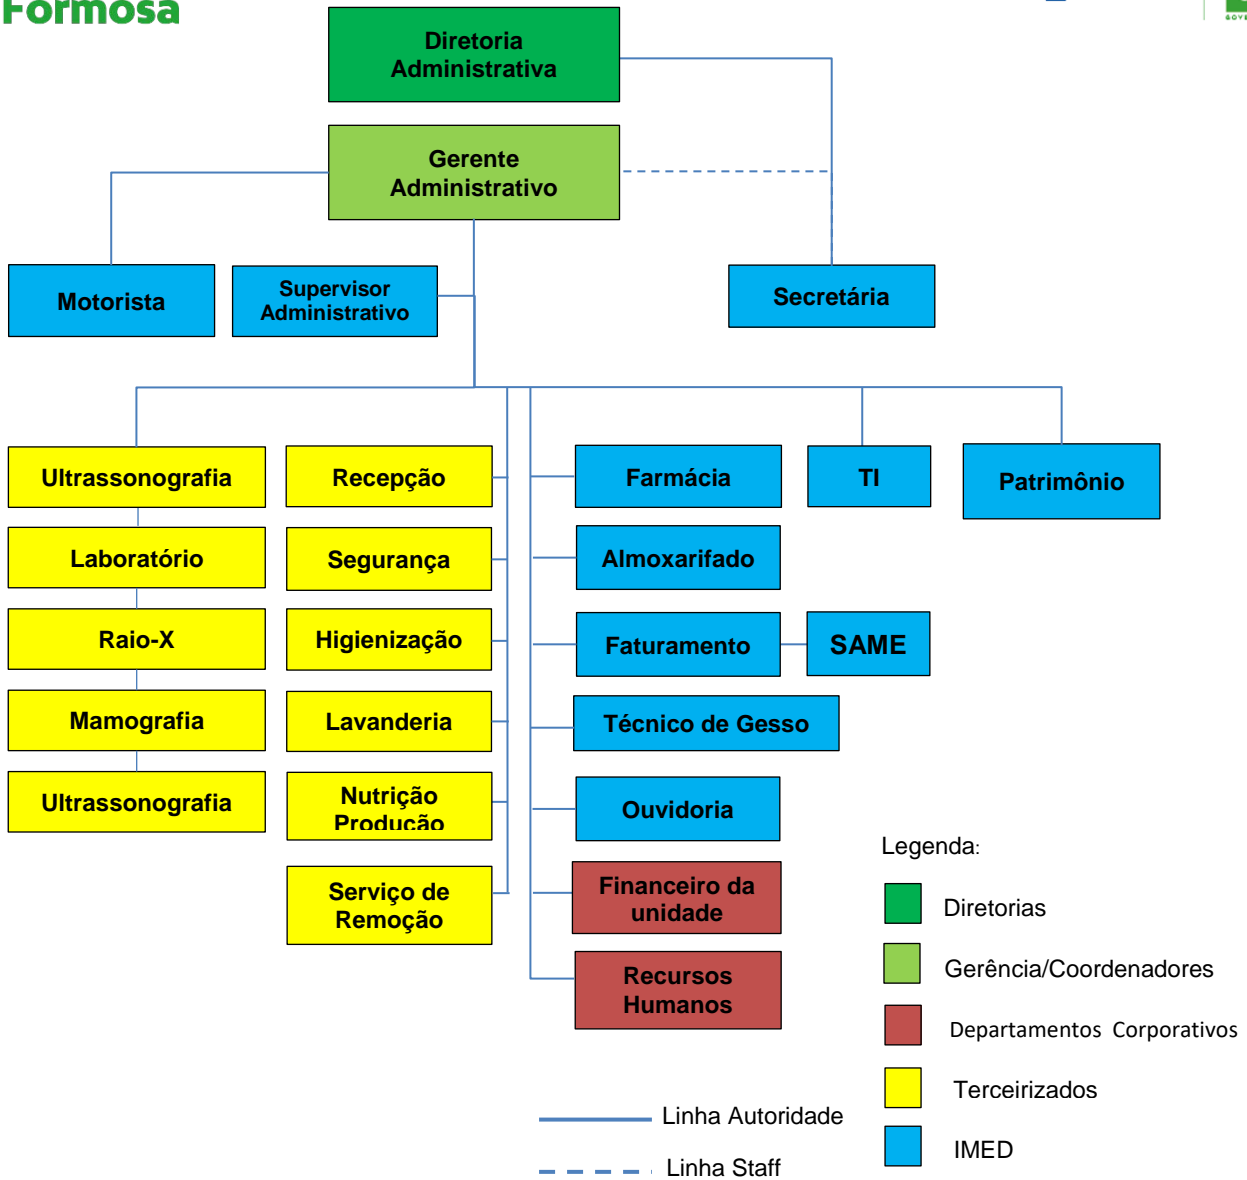 Formosa
Diretoria
Administrativa
Gerente
Administrativo
Motorista
Supervisor
Administrativo
Secretária
Ultrassonografia
Recepção
Farmácia
TI
Patrimônio
Laboratório
Segurança
Almoxarifado
Raio-X
Higienização
Faturamento
SAME
Mamografia
Lavanderia
Técnico de Gesso
Ultrassonografia
Nutrição
Produção
Ouvidoria
Serviço de
Remoção
Financeiro da
unidade
Recursos
Humanos
Legenda:
Diretorias
Gerência/Coordenadores
Departamentos Corporativos
Terceirizados
IMED
Linha Autoridade
Linha Staff